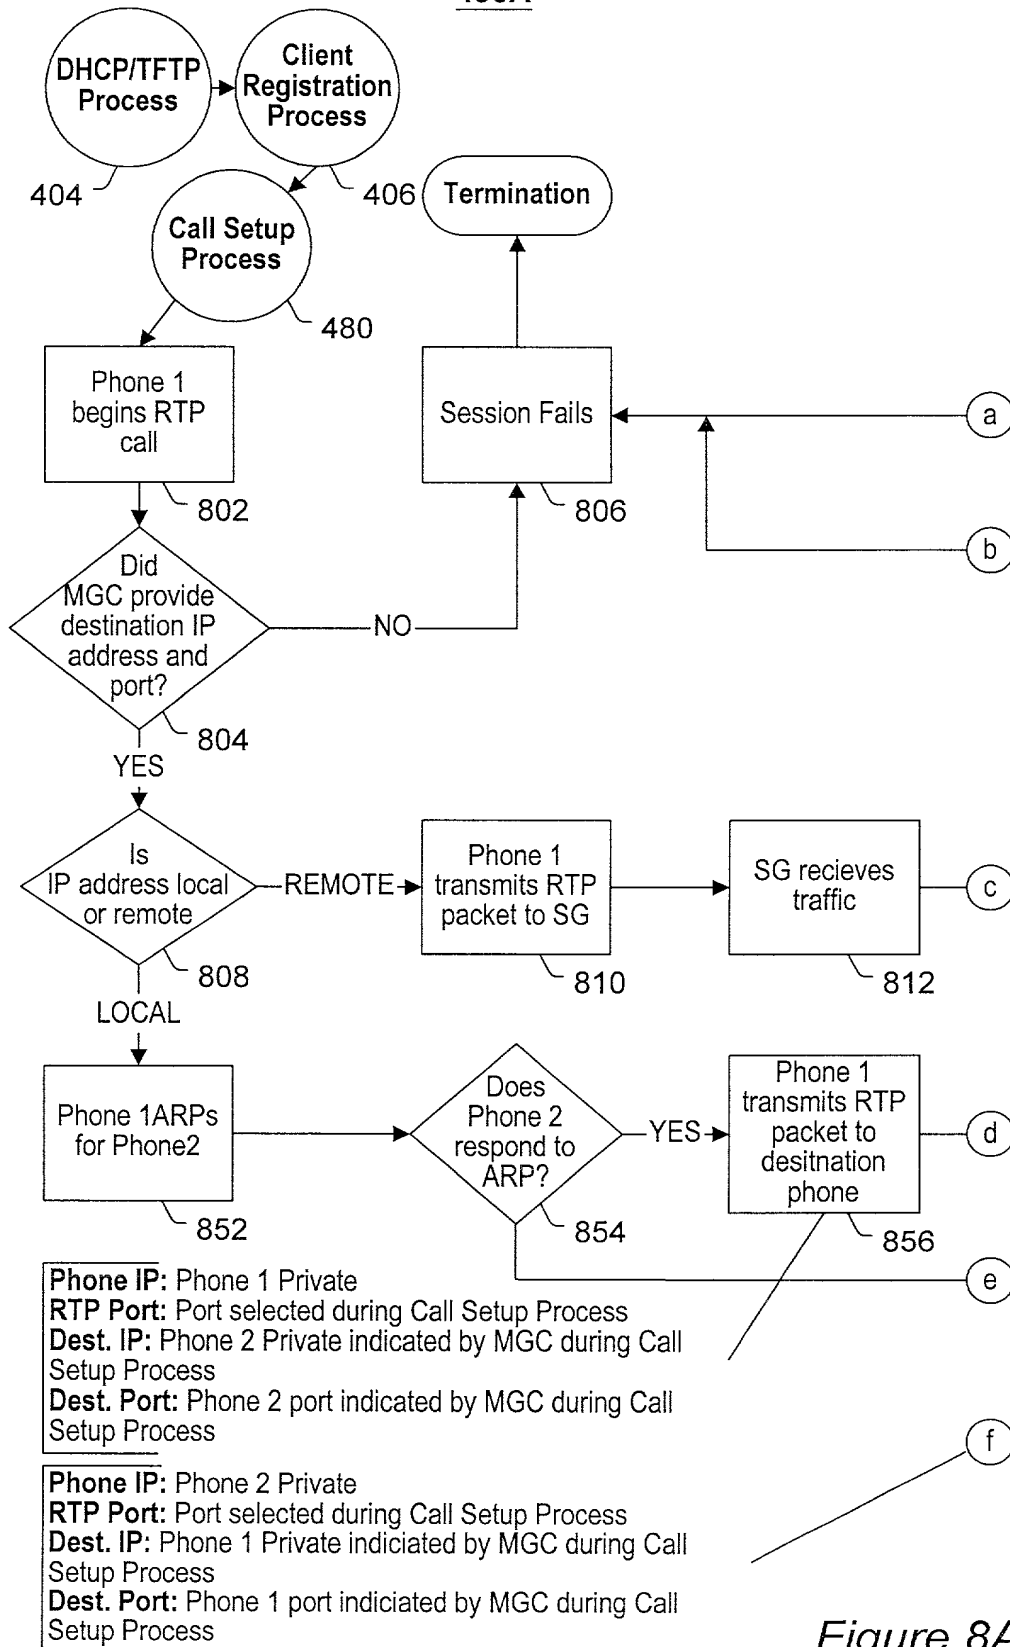 DHCP/TFTP
Process
404
Client
Registration
Process
406
Call Setup
Process
480
Termination
Phone 1
begins RTP
call
802
Session Fails
806
a
b
Did
MGC provide
destination IP
address and
port?
804
NO
YES
Is
IP address local
or remote
808
REMOTE
Phone 1
transmits RTP
packet to SG
810
SG recieves
traffic
812
c
LOCAL
Phone 1ARPs
for Phone2
852
Does
Phone 2
respond to
ARP?
854
YES
Phone 1
transmits RTP
packet to
desitnation
phone
856
d
e
Phone IP: Phone 1 Private
RTP Port: Port selected during Call Setup Process
Dest. IP: Phone 2 Private indicated by MGC during Call
Setup Process
Dest. Port: Phone 2 port indicated by MGC during Call
Setup Process
f
Phone IP: Phone 2 Private
RTP Port: Port selected during Call Setup Process
Dest. IP: Phone 1 Private indiciated by MGC during Call
Setup Process
Dest. Port: Phone 1 port indiciated by MGC during Call
Setup Process
Figure 8A